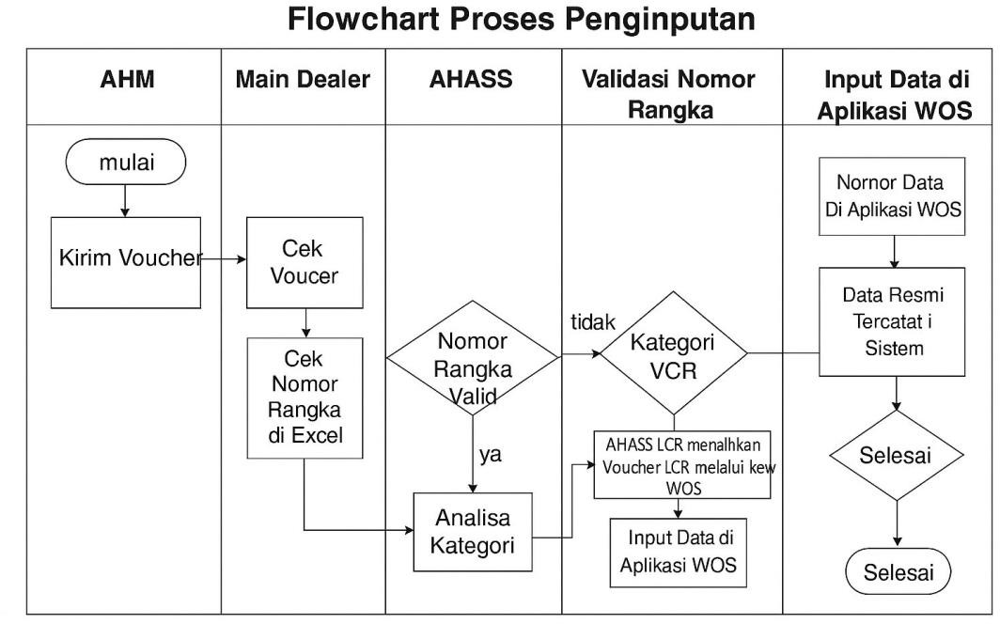 Flowchart Proses Penginputan
AHM
Main Dealer
AHASS
Validasi Nomor
Rangka
Input Data di
Aplikasi WOS
mulai
Kirim Voucher
Cek
Voucer
Cek
Nomor
Rangka
di Excel
Nomor
Rangka
Valid
tidak
ya
Analisa
Kategori
Kategori
VCR
AHASS LCR menalhkan
Voucher LCR melalui kew
WOS
Input Data di
Aplikasi WOS
Nornor Data
Di Aplikasi WOS
Data Resmi
Tercatat i
Sistem
Selesai
Selesai